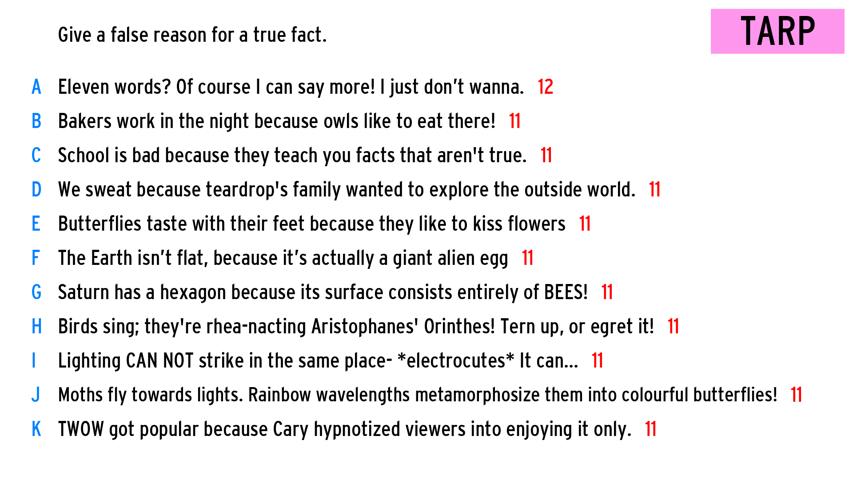 Give a false reason for a true fact.
TARP
A Eleven words? Of course I can say more! I just don’t wanna. 12
B Bakers work in the night because owls like to eat there! 11
C School is bad because they teach you facts that aren't true. 11
D We sweat because teardrop's family wanted to explore the outside world. 11
E Butterflies taste with their feet because they like to kiss flowers 11
F The Earth isn’t flat, because it’s actually a giant alien egg 11
G Saturn has a hexagon because its surface consists entirely of BEES! 11
H Birds sing; they're rhea-nacting Aristophanes' Orinthes! Tern up, or egret it! 11
I Lighting CAN NOT strike in the same place- *electrocutes* It can... 11
J Moths fly towards lights. Rainbow wavelengths metamorphosize them into colourful butterflies! 11
K TWOW got popular because Cary hypnotized viewers into enjoying it only. 11